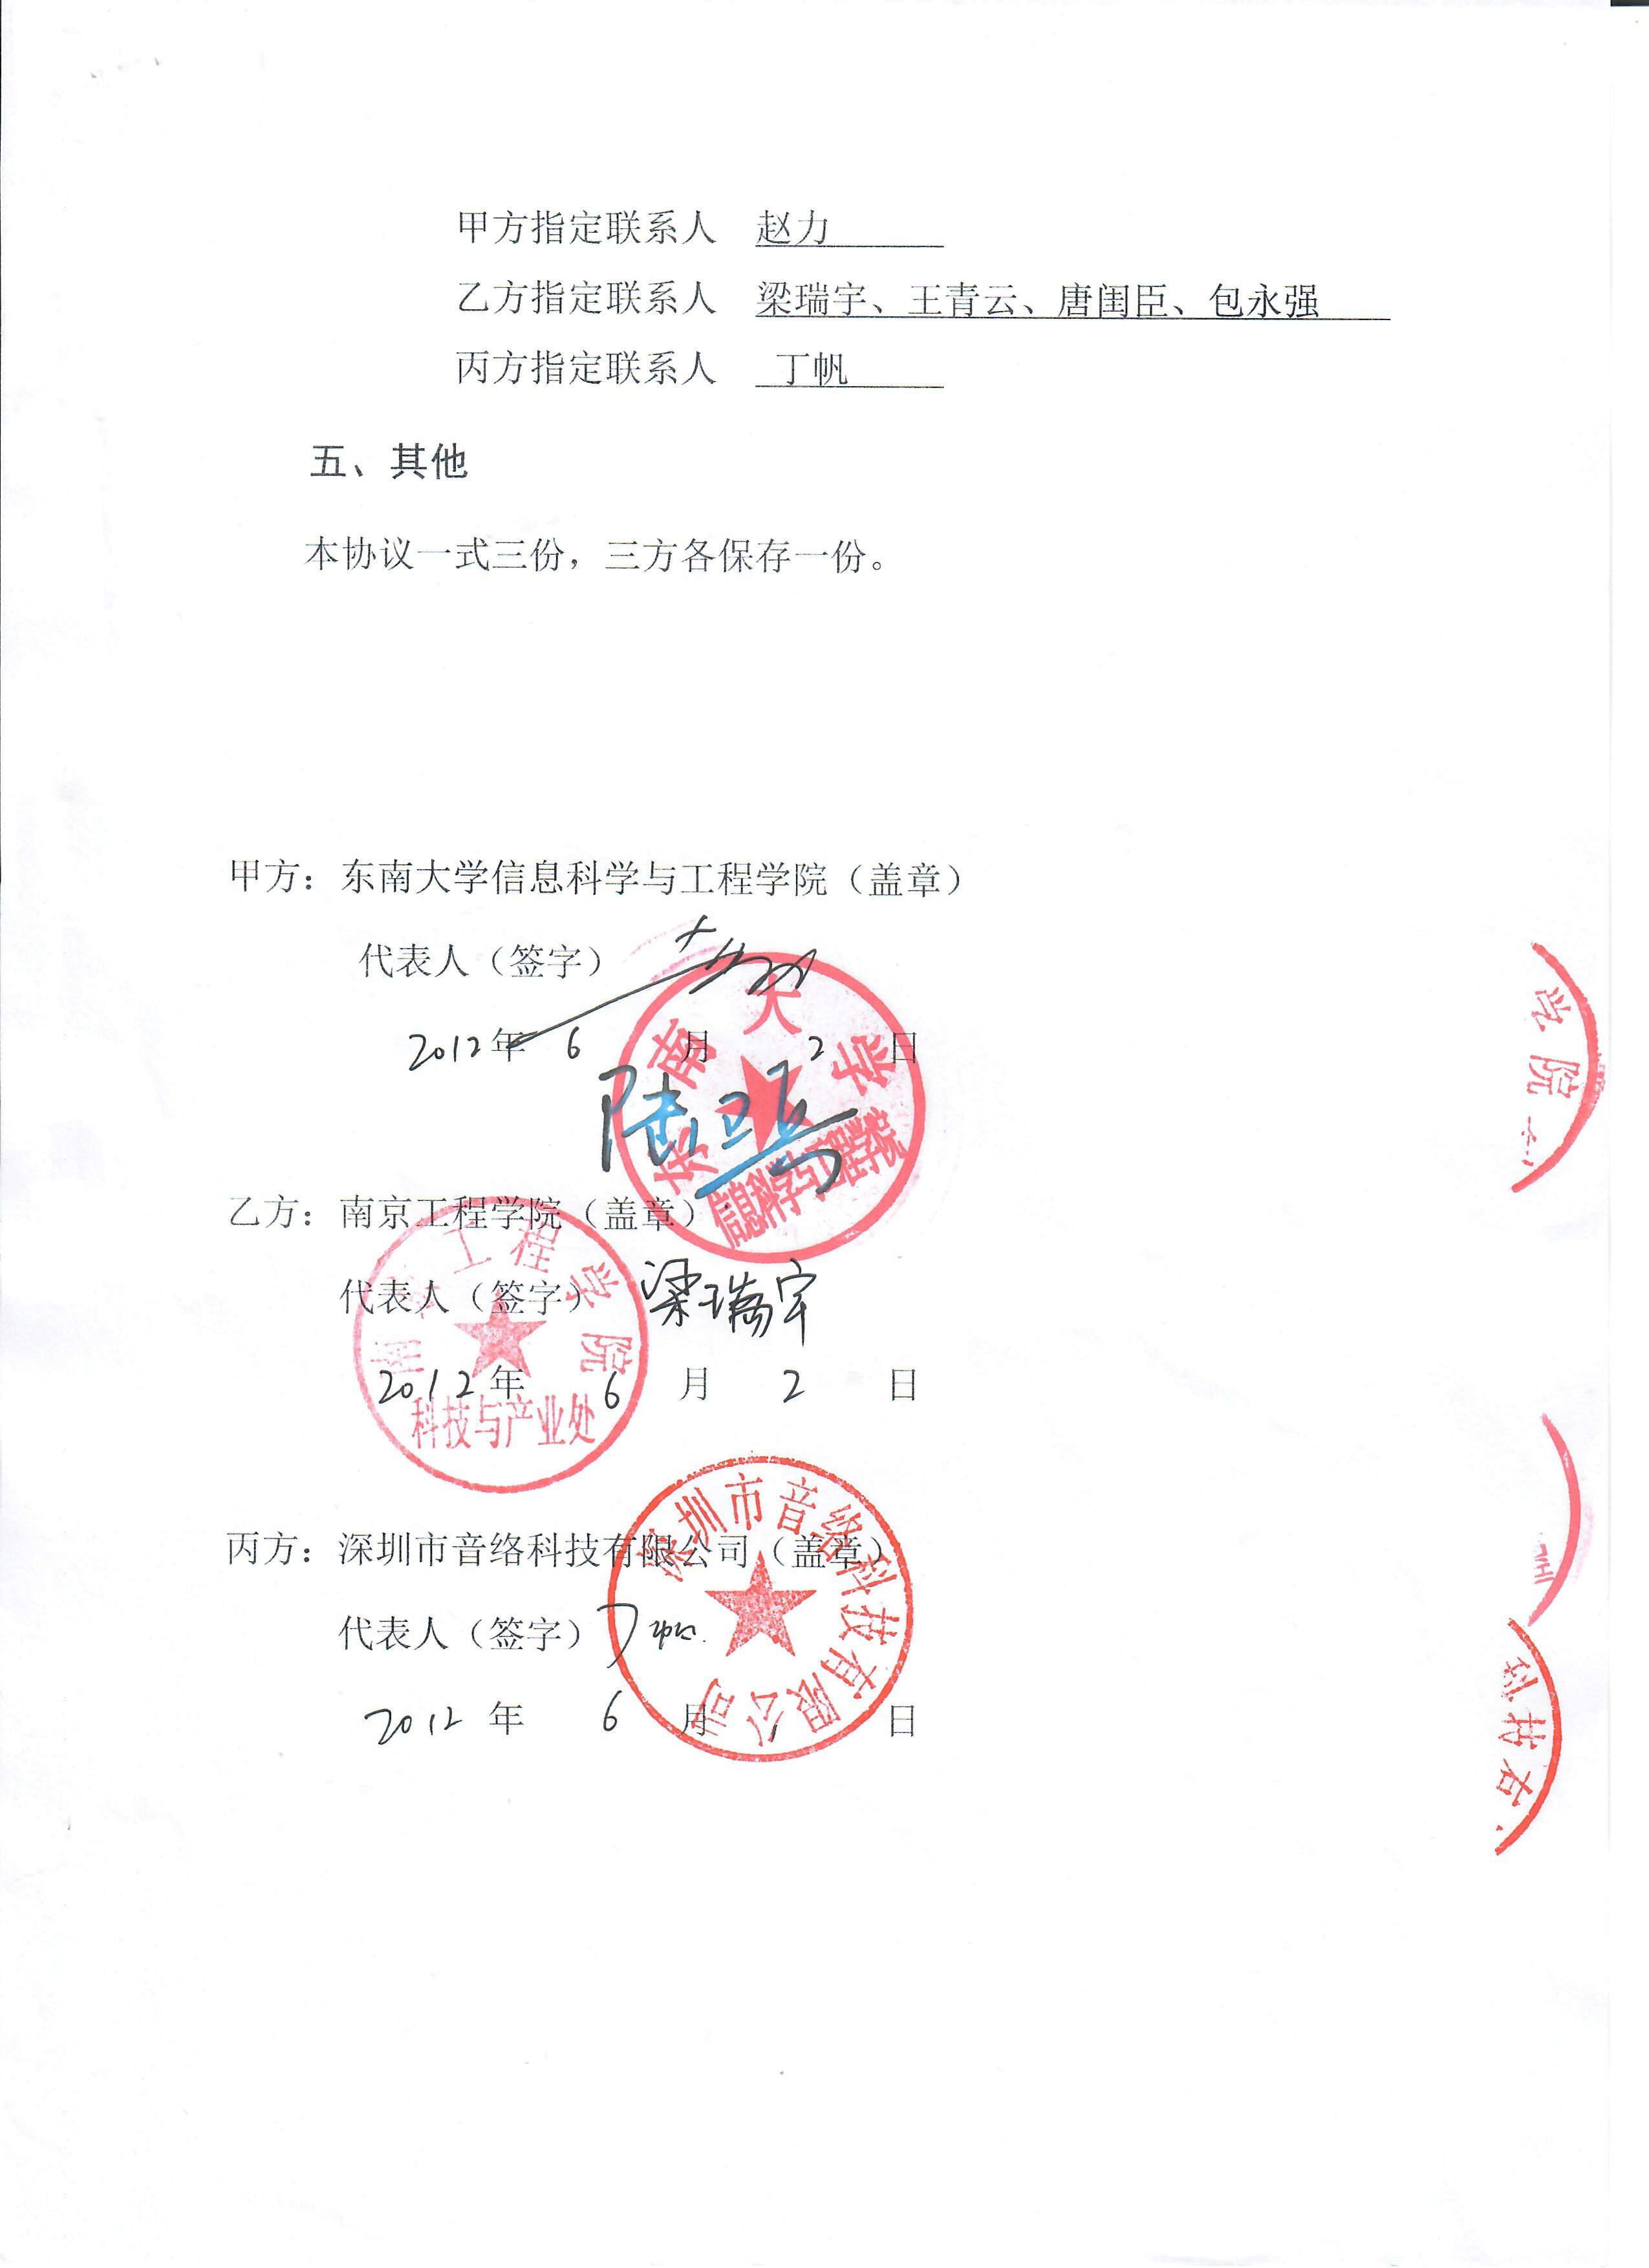 甲方指定联系人 赵力
乙方指定联系人 梁瑞宇、王青云、唐闺臣、包永强
丙方指定联系人 丁帆
五、其他
本协议一式三份，三方各保存一份。
甲方：东南大学信息科学与工程学院（盖章）
代表人（签字）
2012年 6 月 2 日
东南大学
信息科学与工程学院
乙方：南京工程学院（盖章）
代表人（签字） 梁瑞宇
2012年 6 月 2 日
南京工程学院
科技与产业处
丙方：深圳市音络科技有限公司（盖章）
代表人（签字） 丁帆
2012 年 6 月 日
深圳市音络科技有限公司
学院
科技有